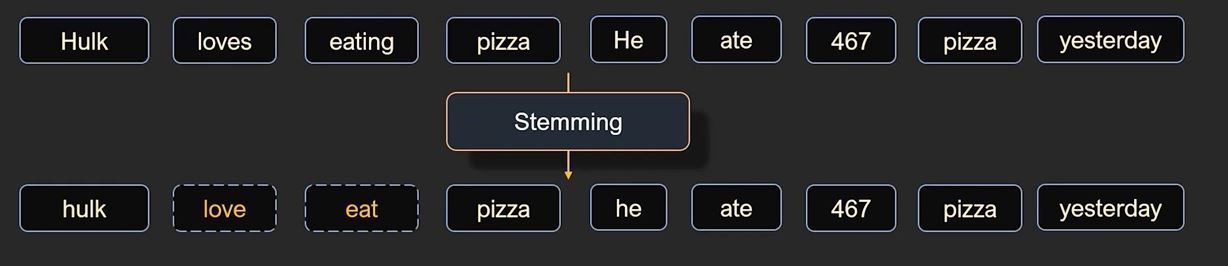 Hulk loves eating pizza He ate 467 pizza yesterday
Stemming
hulk love eat pizza he ate 467 pizza yesterday